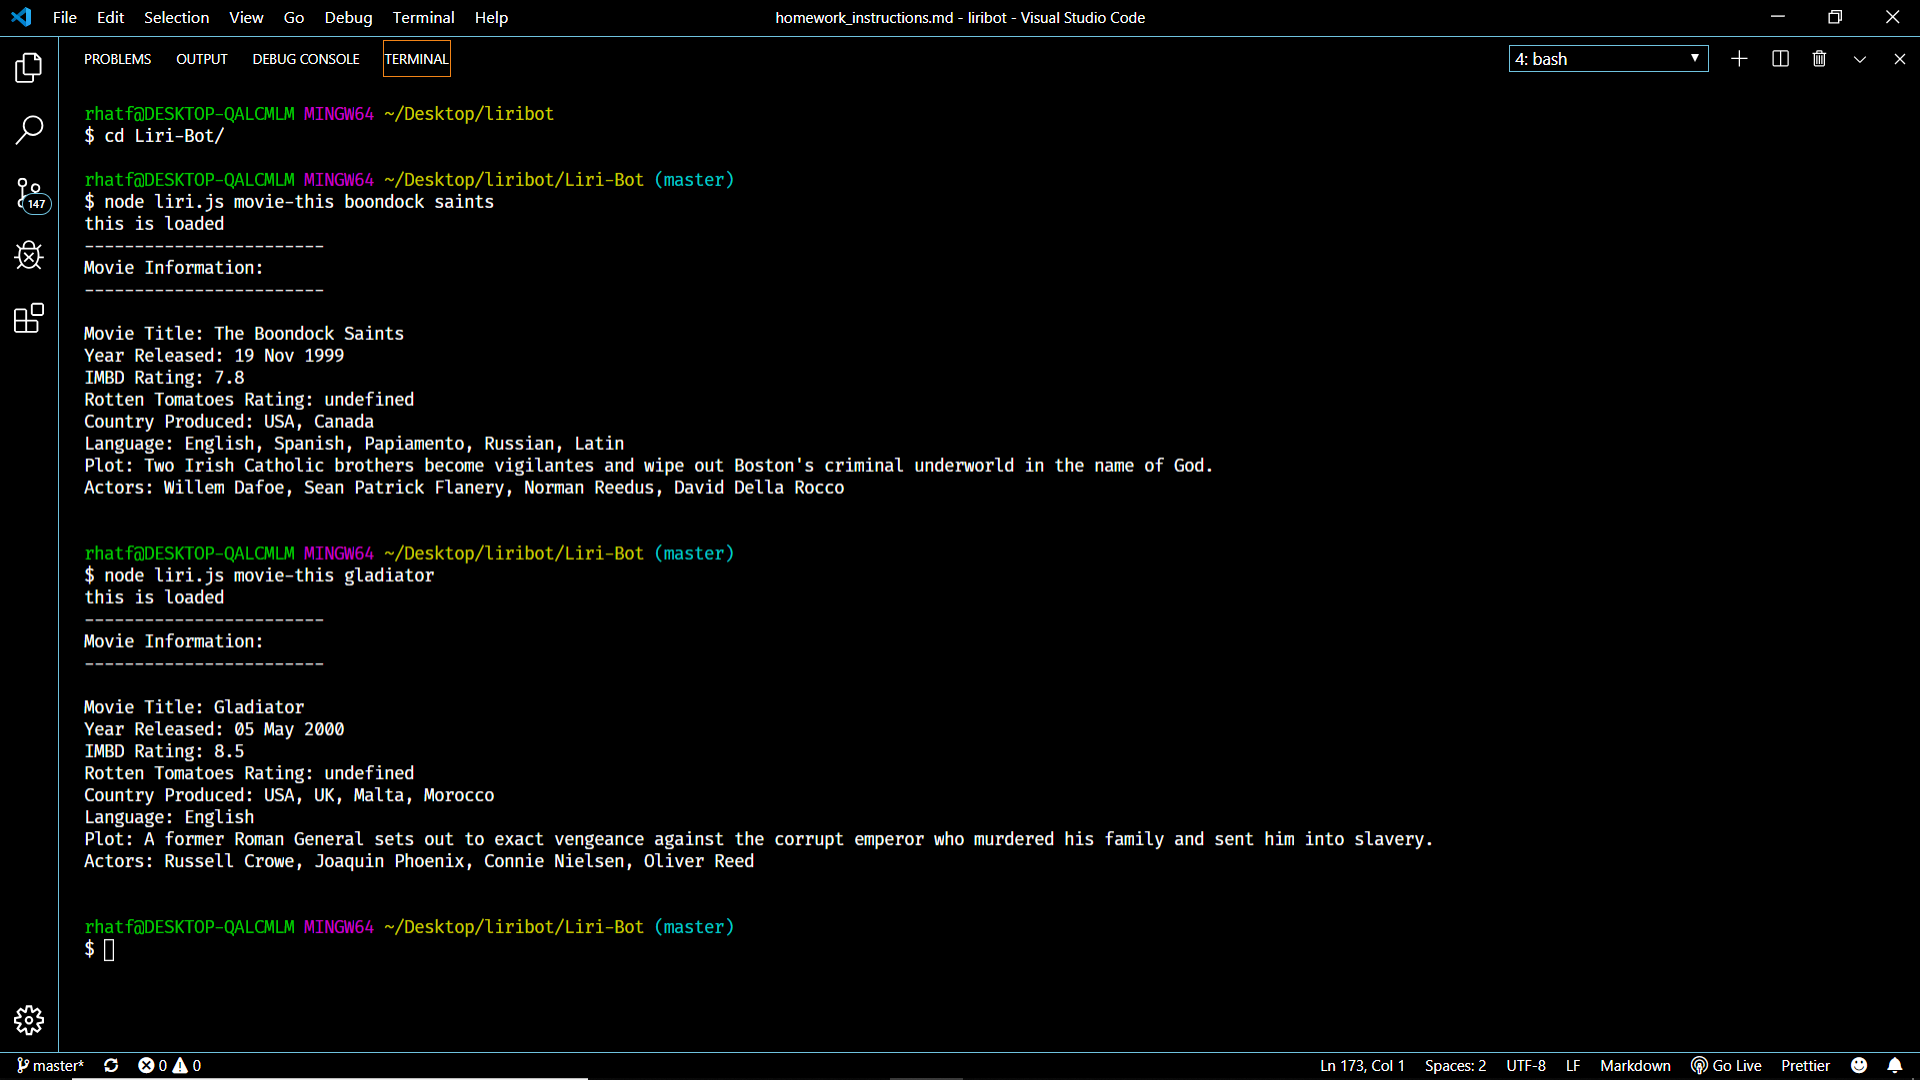 File Edit Selection View Go Debug Terminal Help
homework_instructions.md - liribot - Visual Studio Code
PROBLEMS OUTPUT DEBUG CONSOLE TERMINAL
4: bash
rhatf@DESKTOP-QALCMLM MINGW64 ~/Desktop/liribot
$ cd Liri-Bot/
rhatf@DESKTOP-QALCMLM MINGW64 ~/Desktop/liribot/Liri-Bot (master)
$ node liri.js movie-this boondock saints
this is loaded
------------------------
Movie Information:
------------------------
Movie Title: The Boondock Saints
Year Released: 19 Nov 1999
IMBD Rating: 7.8
Rotten Tomatoes Rating: undefined
Country Produced: USA, Canada
Language: English, Spanish, Papiamento, Russian, Latin
Plot: Two Irish Catholic brothers become vigilantes and wipe out Boston's criminal underworld in the name of God.
Actors: Willem Dafoe, Sean Patrick Flanery, Norman Reedus, David Della Rocco
rhatf@DESKTOP-QALCMLM MINGW64 ~/Desktop/liribot/Liri-Bot (master)
$ node liri.js movie-this gladiator
this is loaded
------------------------
Movie Information:
------------------------
Movie Title: Gladiator
Year Released: 05 May 2000
IMBD Rating: 8.5
Rotten Tomatoes Rating: undefined
Country Produced: USA, UK, Malta, Morocco
Language: English
Plot: A former Roman General sets out to exact vengeance against the corrupt emperor who murdered his family and sent him into slavery.
Actors: Russell Crowe, Joaquin Phoenix, Connie Nielsen, Oliver Reed
rhatf@DESKTOP-QALCMLM MINGW64 ~/Desktop/liribot/Liri-Bot (master)
$
147
master* 0 0
Ln 173, Col 1 Spaces: 2 UTF-8 LF Markdown Go Live Prettier